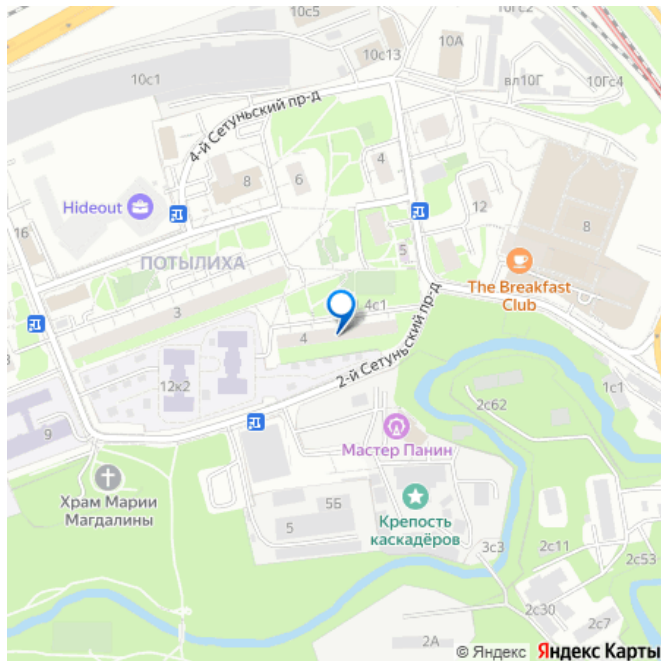 10с5
10Гс2
10с13
10А
10с1
вл10Г
10Гс4
4-й Сетуньский пр-д
4
6
8
Hideout
12
16
5
8
ПОТЫЛИХА
The Breakfast
Club
3
4с1
4
2-й Сетуньский пр-д
12к2
1с1
2с62
9
Мастер Панин
Храм Марии
Магдалины
5Б
5
Крепость
каскадёров
3с3
2с11
2с53
2с30
2с7
2А
© Яндекс Яндекс Карты